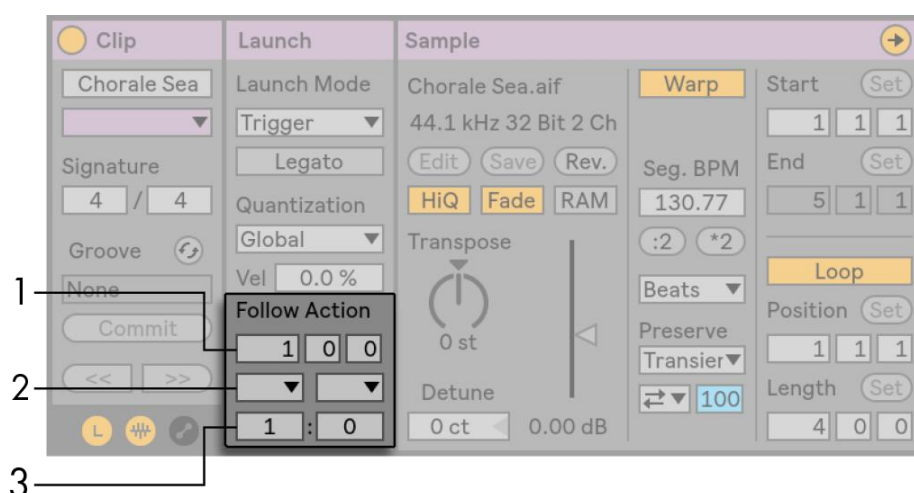 Clip
Chorale Sea
Signature
4 / 4
Groove
None
Commit
<< >>
L
Launch
Launch Mode
Trigger
Legato
Quantization
Global
Vel 0.0 %
Follow Action
1 0 0
1 : 0
1
2
3
Sample
Chorale Sea.aif
44.1 kHz 32 Bit 2 Ch
Edit Save Rev.
HiQ Fade RAM
Transpose
0 st
Detune
0 ct 0.00 dB
Warp
Seg. BPM
130.77
:2 *2
Beats
Preserve
Transier
100
Start Set
1 1 1
End Set
5 1 1
Loop
Position Set
1 1 1
Length Set
4 0 0